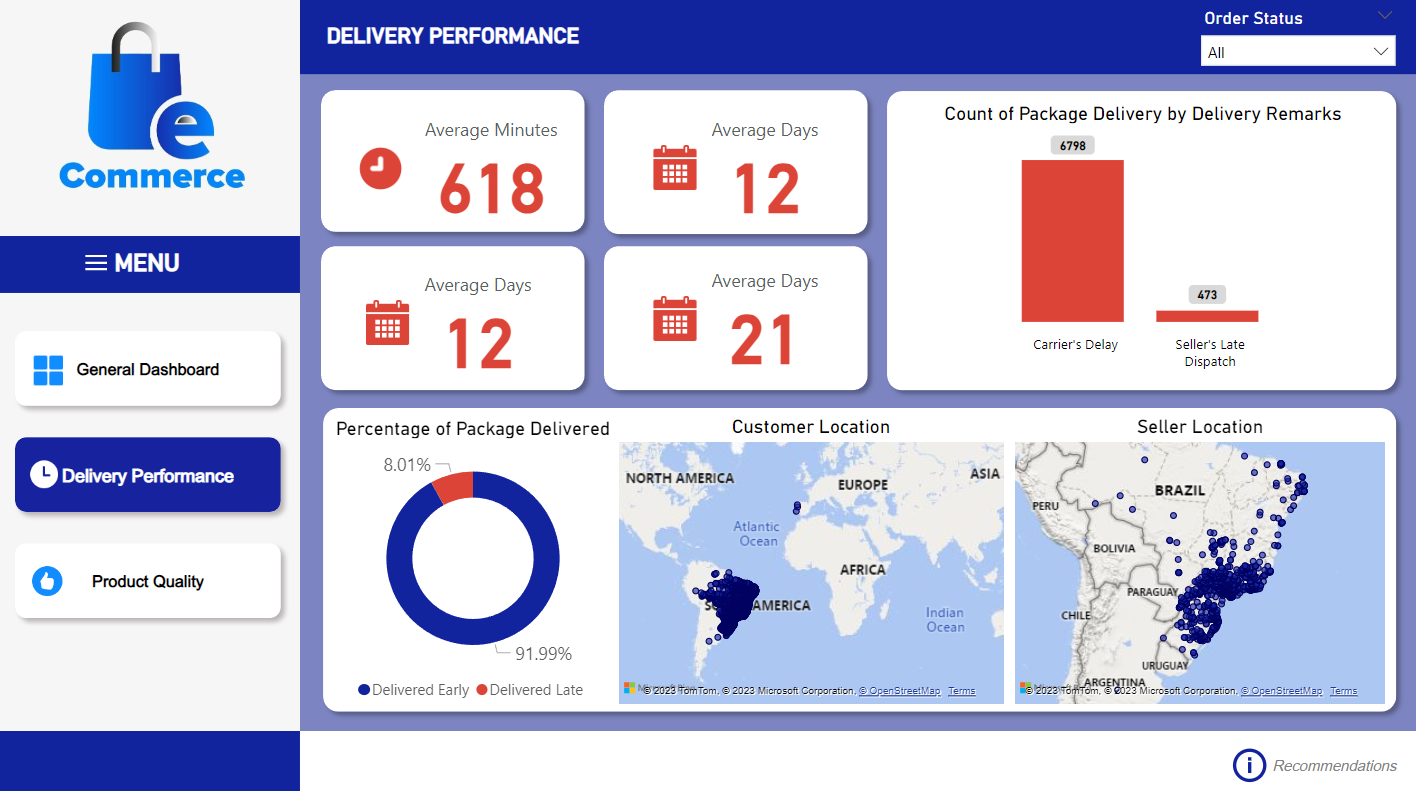 e
Commerce
MENU
General Dashboard
Delivery Performance
Product Quality
DELIVERY PERFORMANCE
Order Status
All
Average Minutes
618
Average Days
12
Average Days
12
Average Days
21
Count of Package Delivery by Delivery Remarks
6798
473
Carrier's Delay
Seller's Late
Dispatch
Percentage of Package Delivered
8.01%
91.99%
Delivered Early
Delivered Late
Customer Location
NORTH AMERICA
EUROPE
ASIA
Atlantic
Ocean
AFRICA
AMERICA
Indian
Ocean
© 2023 TomTom, © 2023 Microsoft Corporation, © OpenStreetMap Terms
Seller Location
BRAZIL
PERU
BOLIVIA
PARAGUAY
CHILE
URUGUAY
ARGENTINA
© 2023 TomTom, © 2023 Microsoft Corporation, © OpenStreetMap Terms
i Recommendations